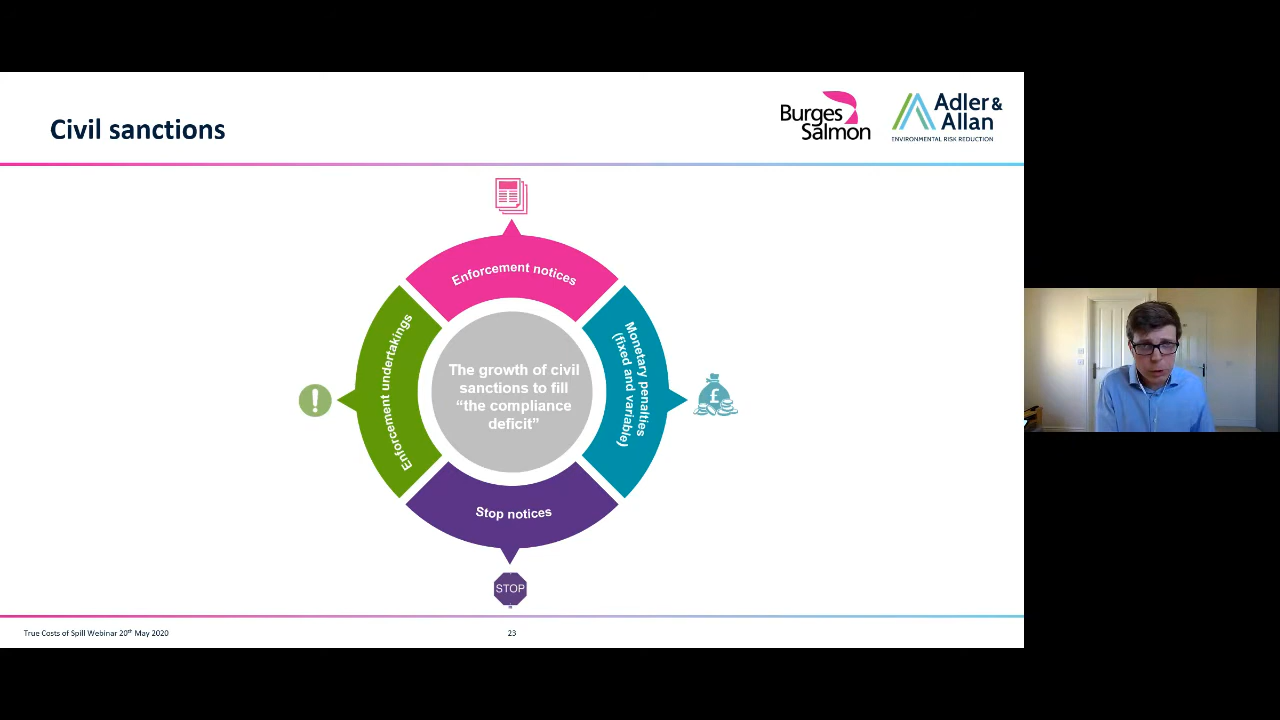 Civil sanctions
Burges
Salmon
Adler &
Allan
ENVIRONMENTAL RISK REDUCTION
Enforcement notices
Enforcement undertakings
The growth of civil
sanctions to fill
“the compliance
deficit”
Monetary penalties
(fixed and variable)
£
Stop notices
STOP
True Costs of Spill Webinar 20th May 2020
23